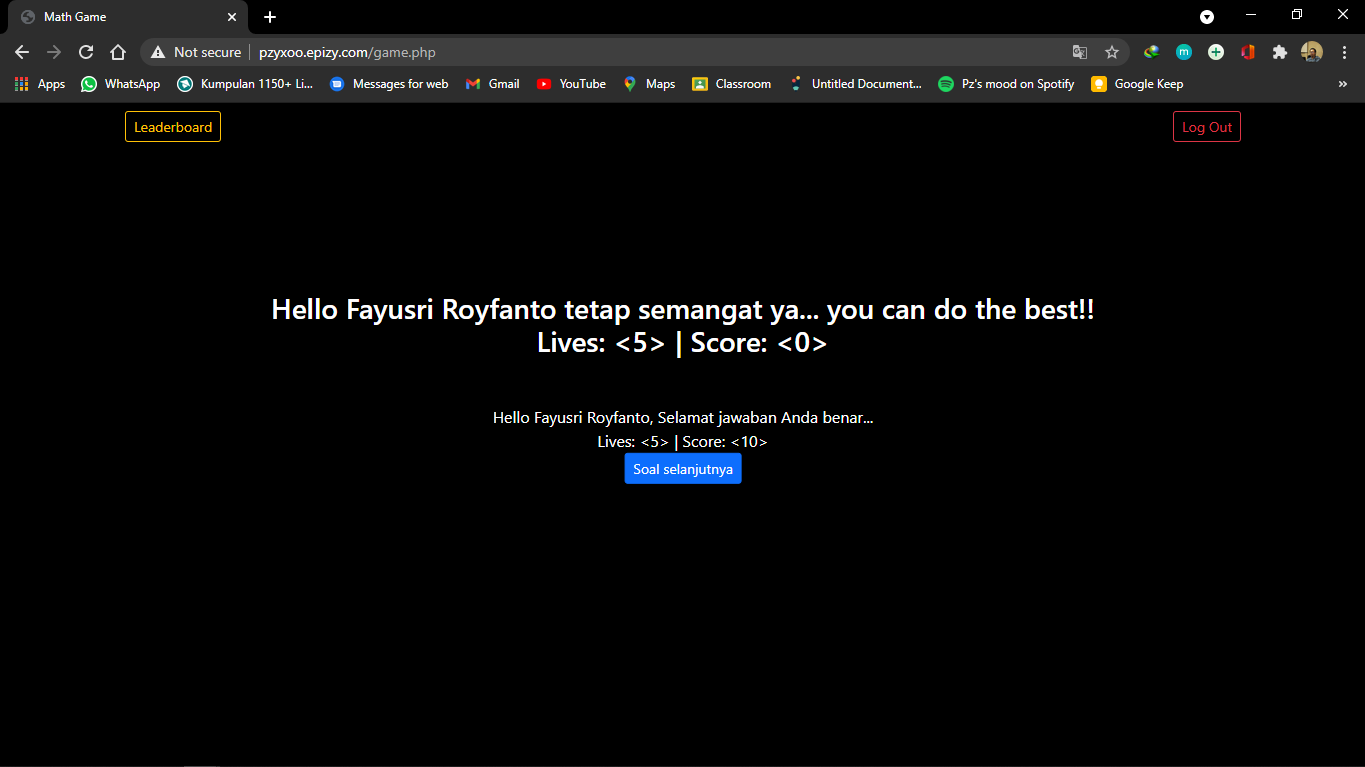 Math Game
Not secure
pzyxoo.epizy.com/game.php
Apps
WhatsApp
Kumpulan 1150+ Li...
Messages for web
Gmail
YouTube
Maps
Classroom
Untitled Document...
Pz's mood on Spotify
Google Keep
»
Leaderboard
Log Out
Hello Fayusri Royfanto tetap semangat ya... you can do the best!!
Lives: <5> | Score: <0>
Hello Fayusri Royfanto, Selamat jawaban Anda benar...
Lives: <5> | Score: <10>
Soal selanjutnya